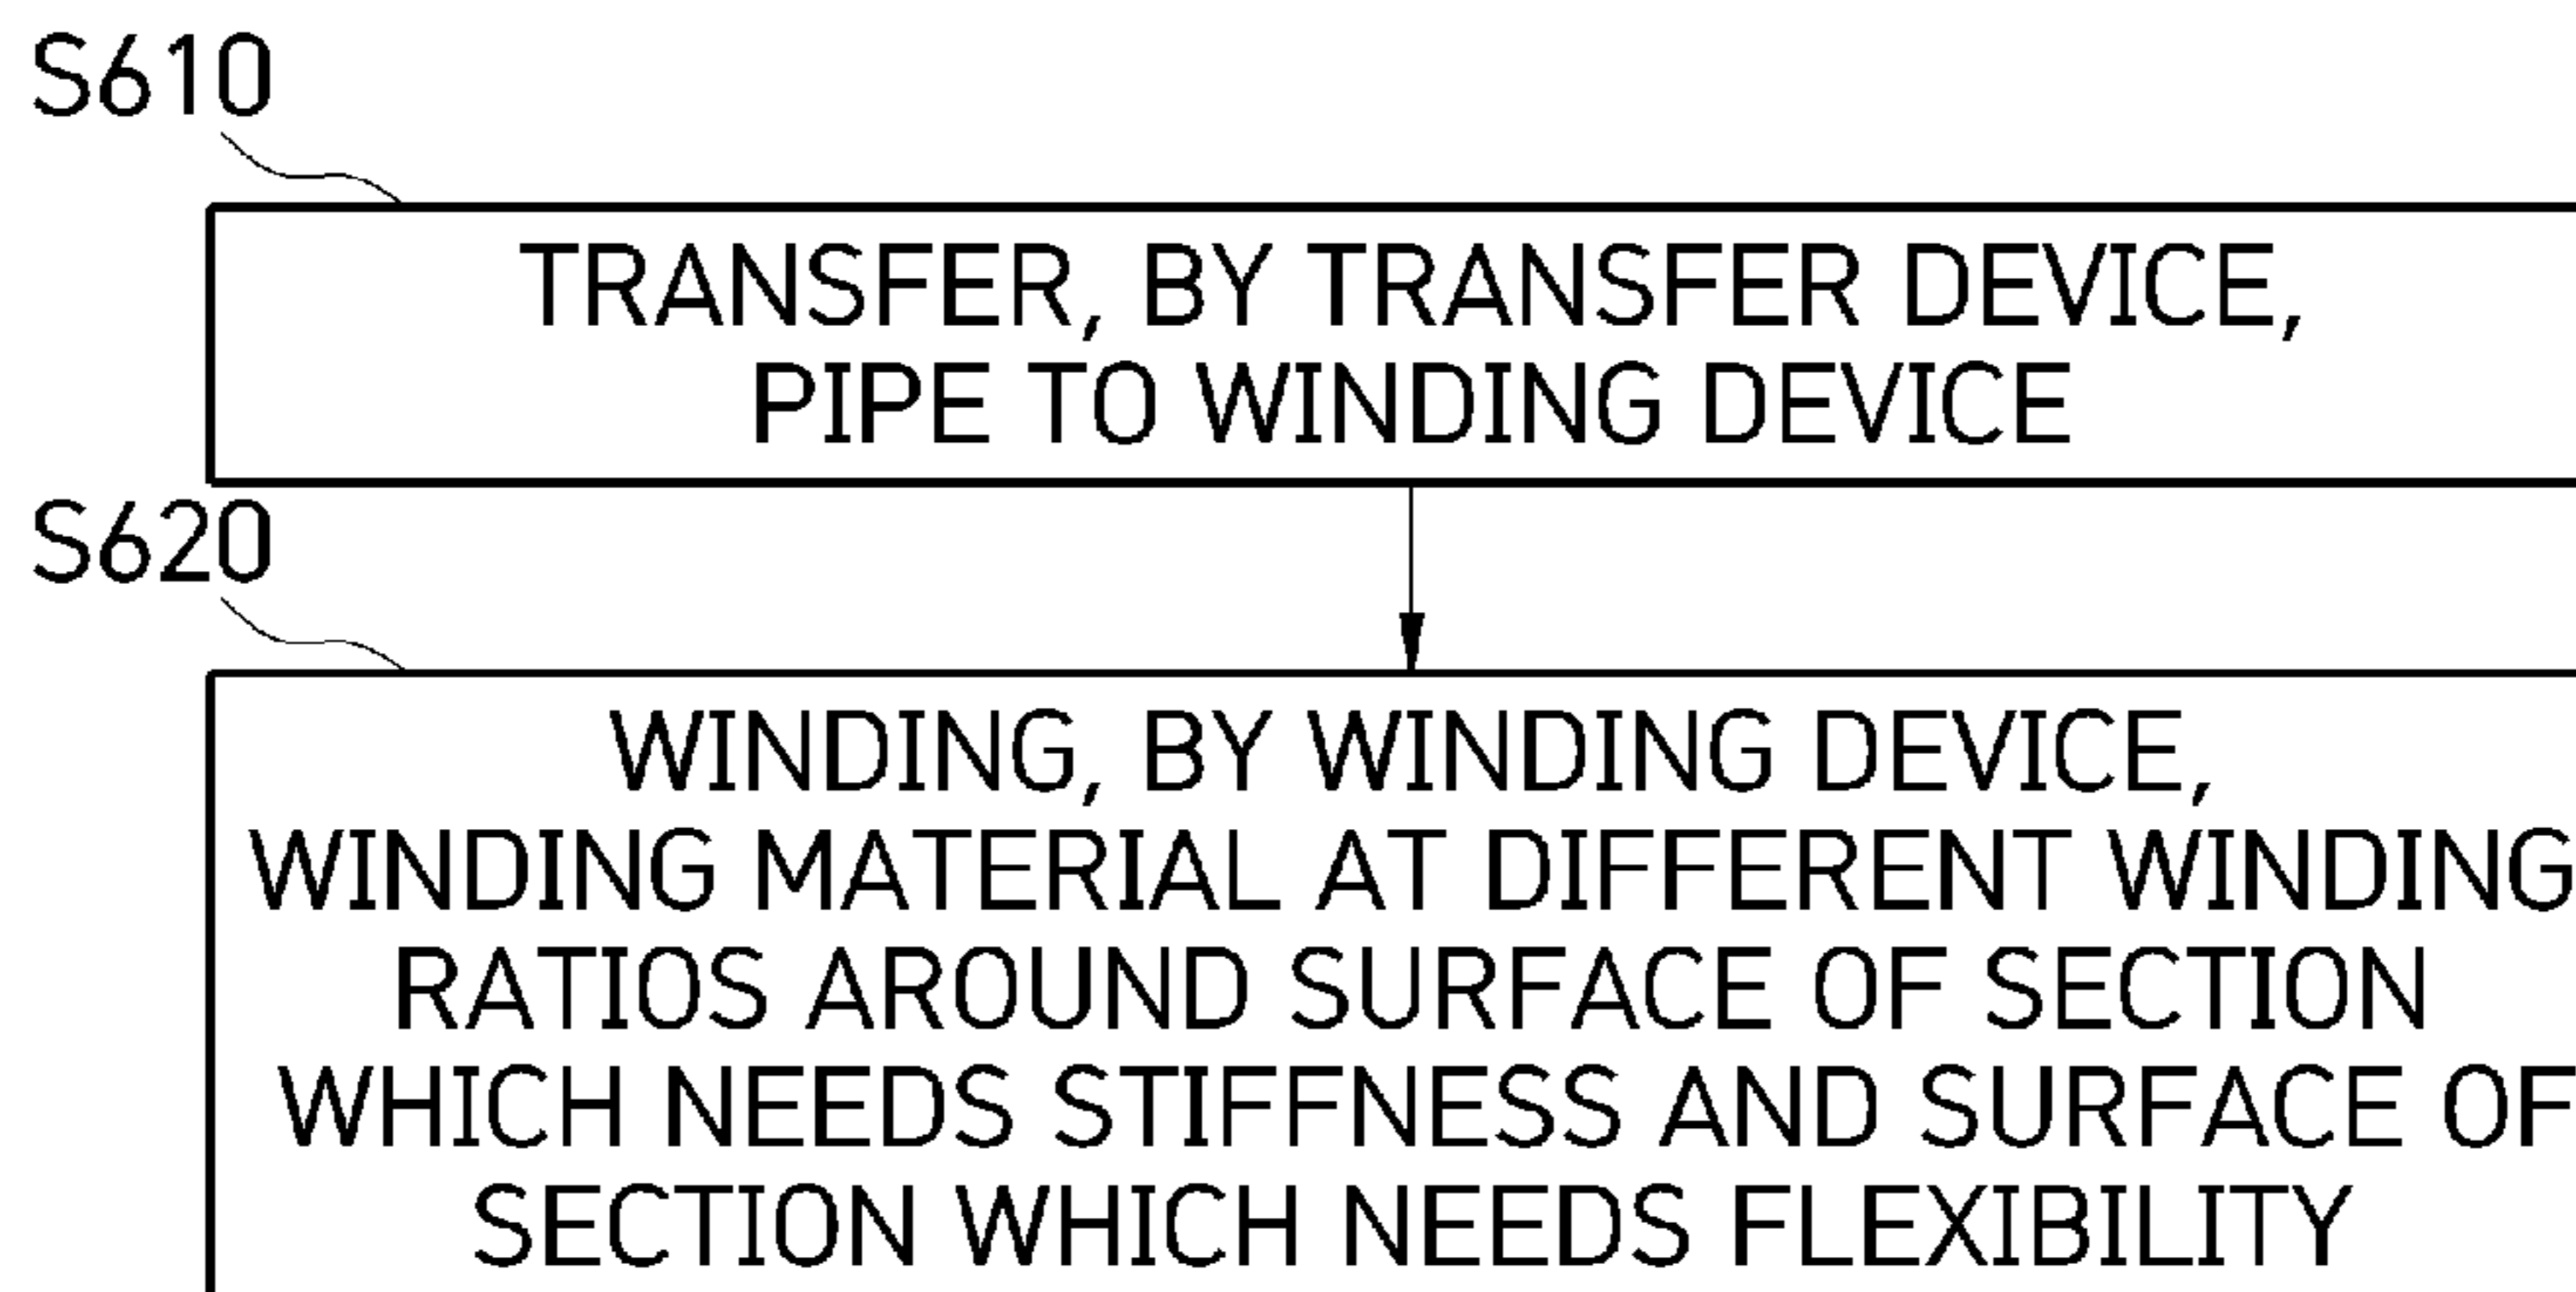 S610
TRANSFER, BY TRANSFER DEVICE,
PIPE TO WINDING DEVICE
S620
WINDING, BY WINDING DEVICE,
WINDING MATERIAL AT DIFFERENT WINDING
RATIOS AROUND SURFACE OF SECTION
WHICH NEEDS STIFFNESS AND SURFACE OF
SECTION WHICH NEEDS FLEXIBILITY